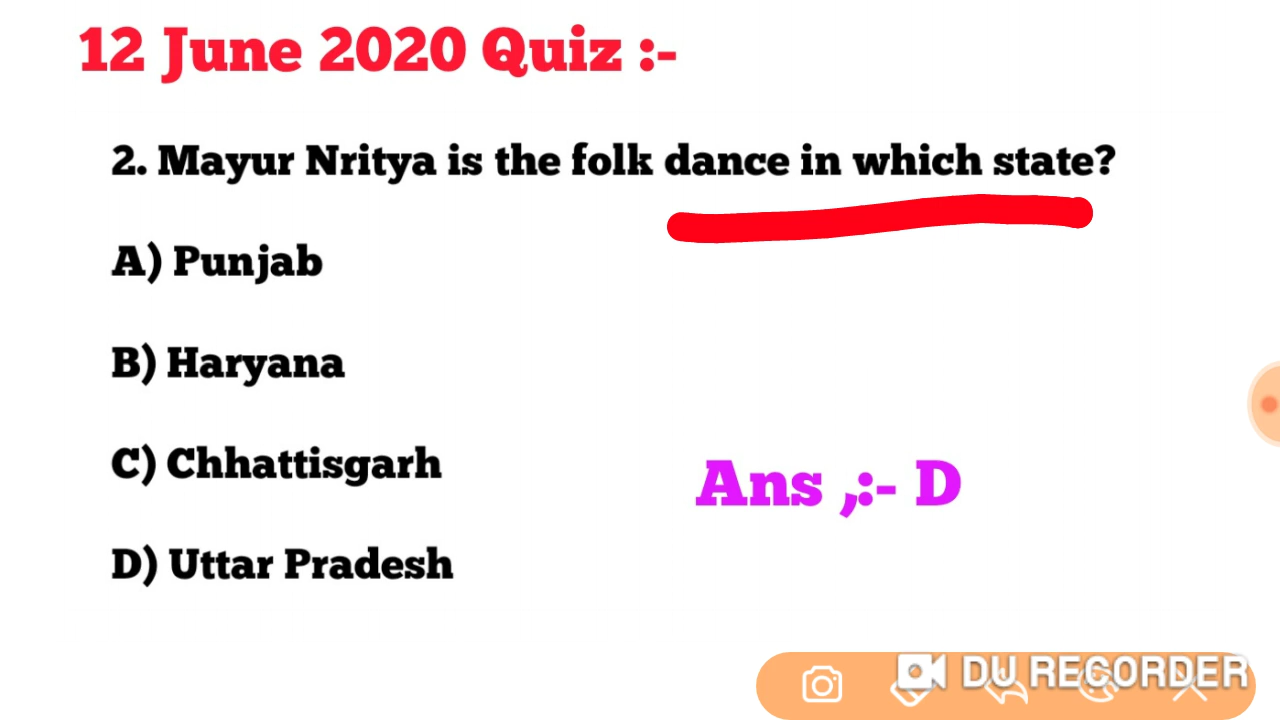 12 June 2020 Quiz :-
2. Mayur Nritya is the folk dance in which state?
A) Punjab
B) Haryana
C) Chhattisgarh
Ans ,:- D
D) Uttar Pradesh
DU RECORDER